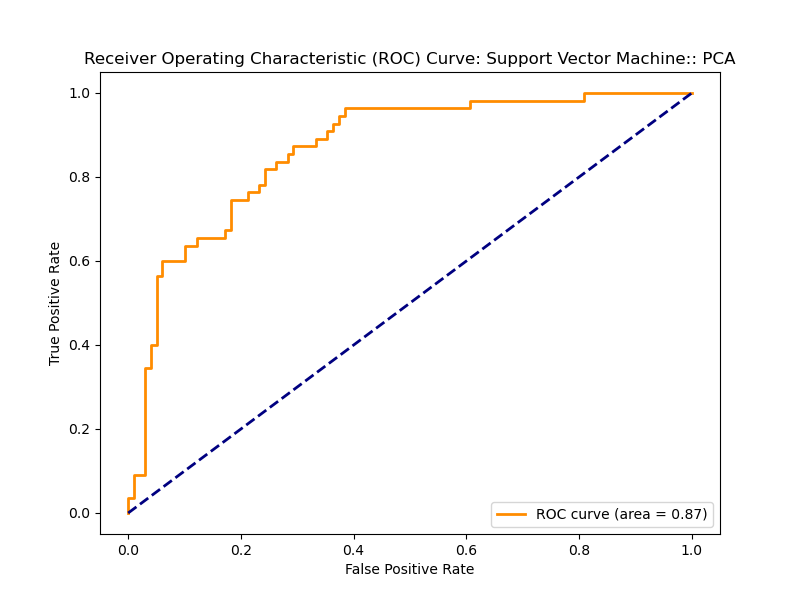 Receiver Operating Characteristic (ROC) Curve: Support Vector Machine:: PCA
1.0
0.8
0.6
0.4
0.2
0.0
True Positive Rate
ROC curve (area = 0.87)
0.0 0.2 0.4 0.6 0.8 1.0
False Positive Rate